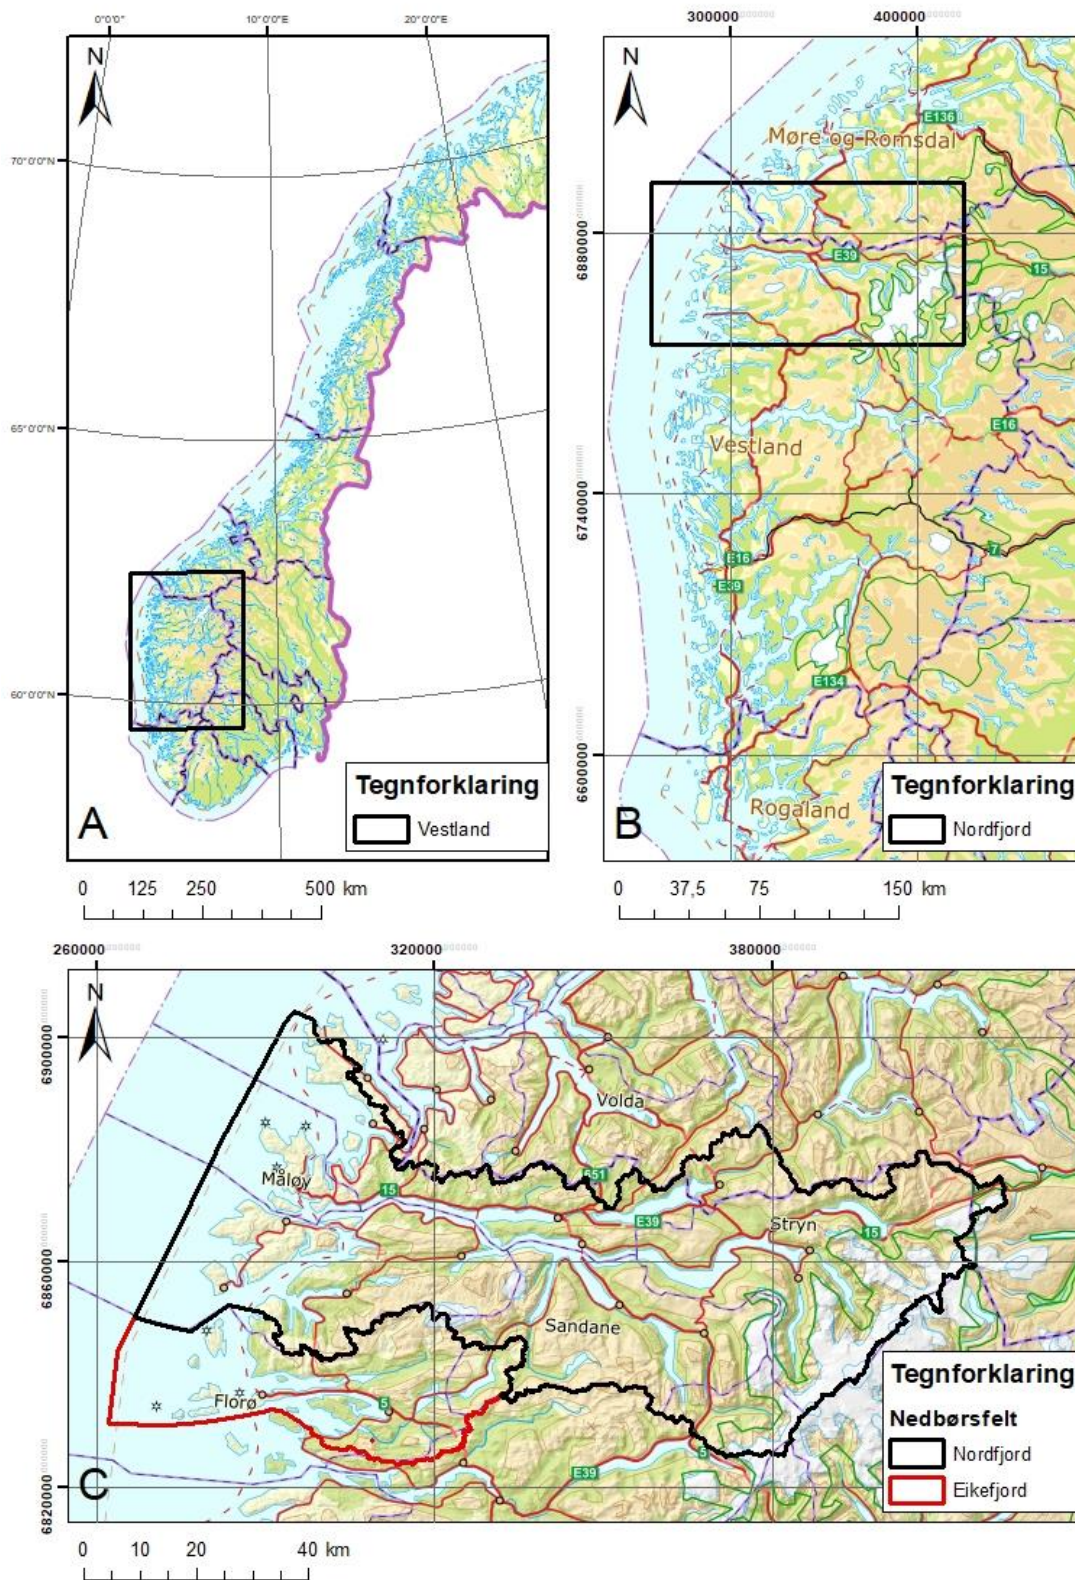 0°0'0"
10°0'0"E
20°0'0"E
N
70°0'0"N
65°0'0"N
60°0'0"N
Tegnforklaring
Vestland
A
0 125 250 500 km
300000
400000
N
E136
Møre og Romsdal
6880000
E39
15
E16
Vestland
6740000
E16
7
E39
E134
6600000
Rogaland
Tegnforklaring
Nordfjord
B
0 37,5 75 150 km
260000
320000
380000
N
6900000
Volda
651
Måløy
15
E39
Stryn
15
6860000
Sandane
Florø
5
5
E39
6820000
Tegnforklaring
Nedbørsfelt
Nordfjord
Eikefjord
C
0 10 20 40 km